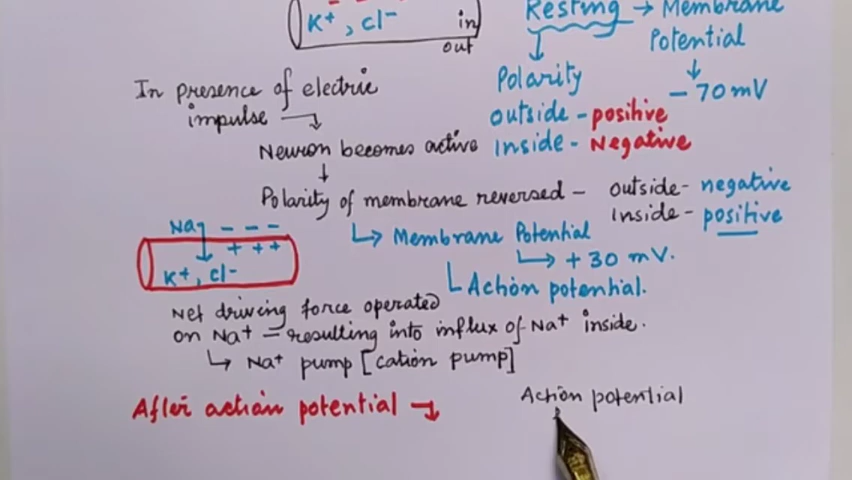 Resting → Membrane
Potential
K+, Cl- in
out
Polarity
- 70 mV
outside - positive
inside - Negative
In presence of electric
impulse
Neuron becomes active
Polarity of membrane reversed - outside - negative
inside - positive
Na - - -
+ + +
K+, Cl-
Membrane Potential
+ 30 mV.
Action potential.
Net driving force operated
on Na+ - resulting into influx of Na+ inside.
Na+ pump [cation pump]
After action potential
Action potential